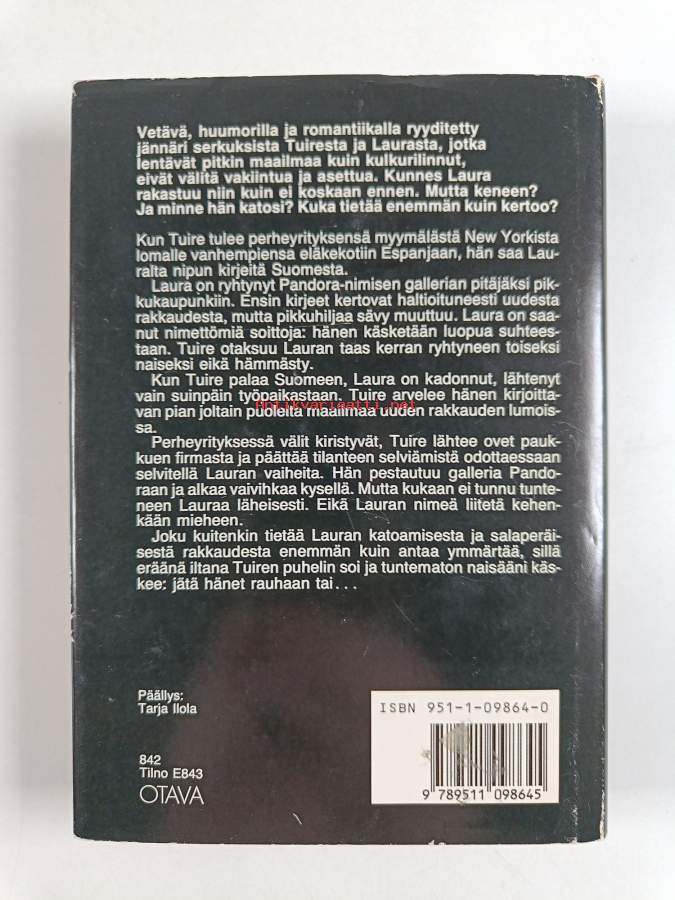 Vetävä, huumorilla ja romantiikalla ryyditetty
jännäri serkuksista Tuiresta ja Laurasta, jotka
lentävät pitkin maailmaa kuin kulkurilinnut,
eivät välitä vakiintua ja asettua. Kunnes Laura
rakastuu niin kuin ei koskaan ennen. Mutta keneen?
Ja minne hän katosi? Kuka tietää enemmän kuin kertoo?
Kun Tuire tulee perheyrityksensä myymälästä New Yorkista
lomalle vanhempiensa eläkekotiin Espanjaan, hän saa Lau-
ralta nipun kirjeitä Suomesta.
Laura on ryhtynyt Pandora-nimisen gallerian pitäjäksi pik-
kukaupunkiin. Ensin kirjeet kertovat haltioituneesti uudesta
rakkaudesta, mutta pikkuhiljaa sävy muuttuu. Laura on saa-
nut nimettömiä soittoja: hänen käsketään luopua suhtees-
taan. Tuire otaksuu Lauran taas kerran ryhtyneen toiseksi
naiseksi eikä hämmästy.
Kun Tuire palaa Suomeen, Laura on kadonnut, lähtenyt
vain suinpäin työpaikastaan. Tuire arvelee hänen kirjoitta-
van pian joltain puolelta maailmaa uuden rakkauden lumois-
sa.
Antikvariaatti.net
Perheyrityksessä välit kiristyvät, Tuire lähtee ovet pauk-
kuen firmasta ja päättää tilanteen selviämistä odottaessaan
selvitellä Lauran vaiheita. Hän pestautuu galleria Pando-
raan ja alkaa vaivihkaa kysellä. Mutta kukaan ei tunnu tunte-
neen Lauraa läheisesti. Eikä Lauran nimeä liitetä kehen-
kään mieheen.
Joku kuitenkin tietää Lauran katoamisesta ja salaperäi-
sestä rakkaudesta enemmän kuin antaa ymmärtää, sillä
eräänä iltana Tuiren puhelin soi ja tuntematon naisääni käs-
kee: jätä hänet rauhaan tai...
Päällys:
Tarja Ilola
842
Tilno E843
OTAVA
ISBN 951-1-09864-0
9 789511 098645